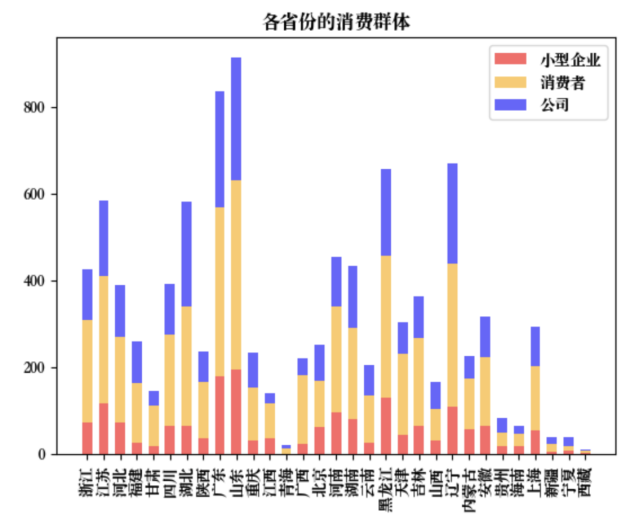 各省份的消费群体
小型企业
消费者
公司
800
600
400
200
0
浙江
江苏
河北
福建
甘肃
四川
湖北
陕西
广东
山东
重庆
江西
青海
广西
北京
河南
湖南
云南
黑龙江
天津
吉林
山西
辽宁
内蒙古
安徽
贵州
海南
上海
新疆
宁夏
西藏